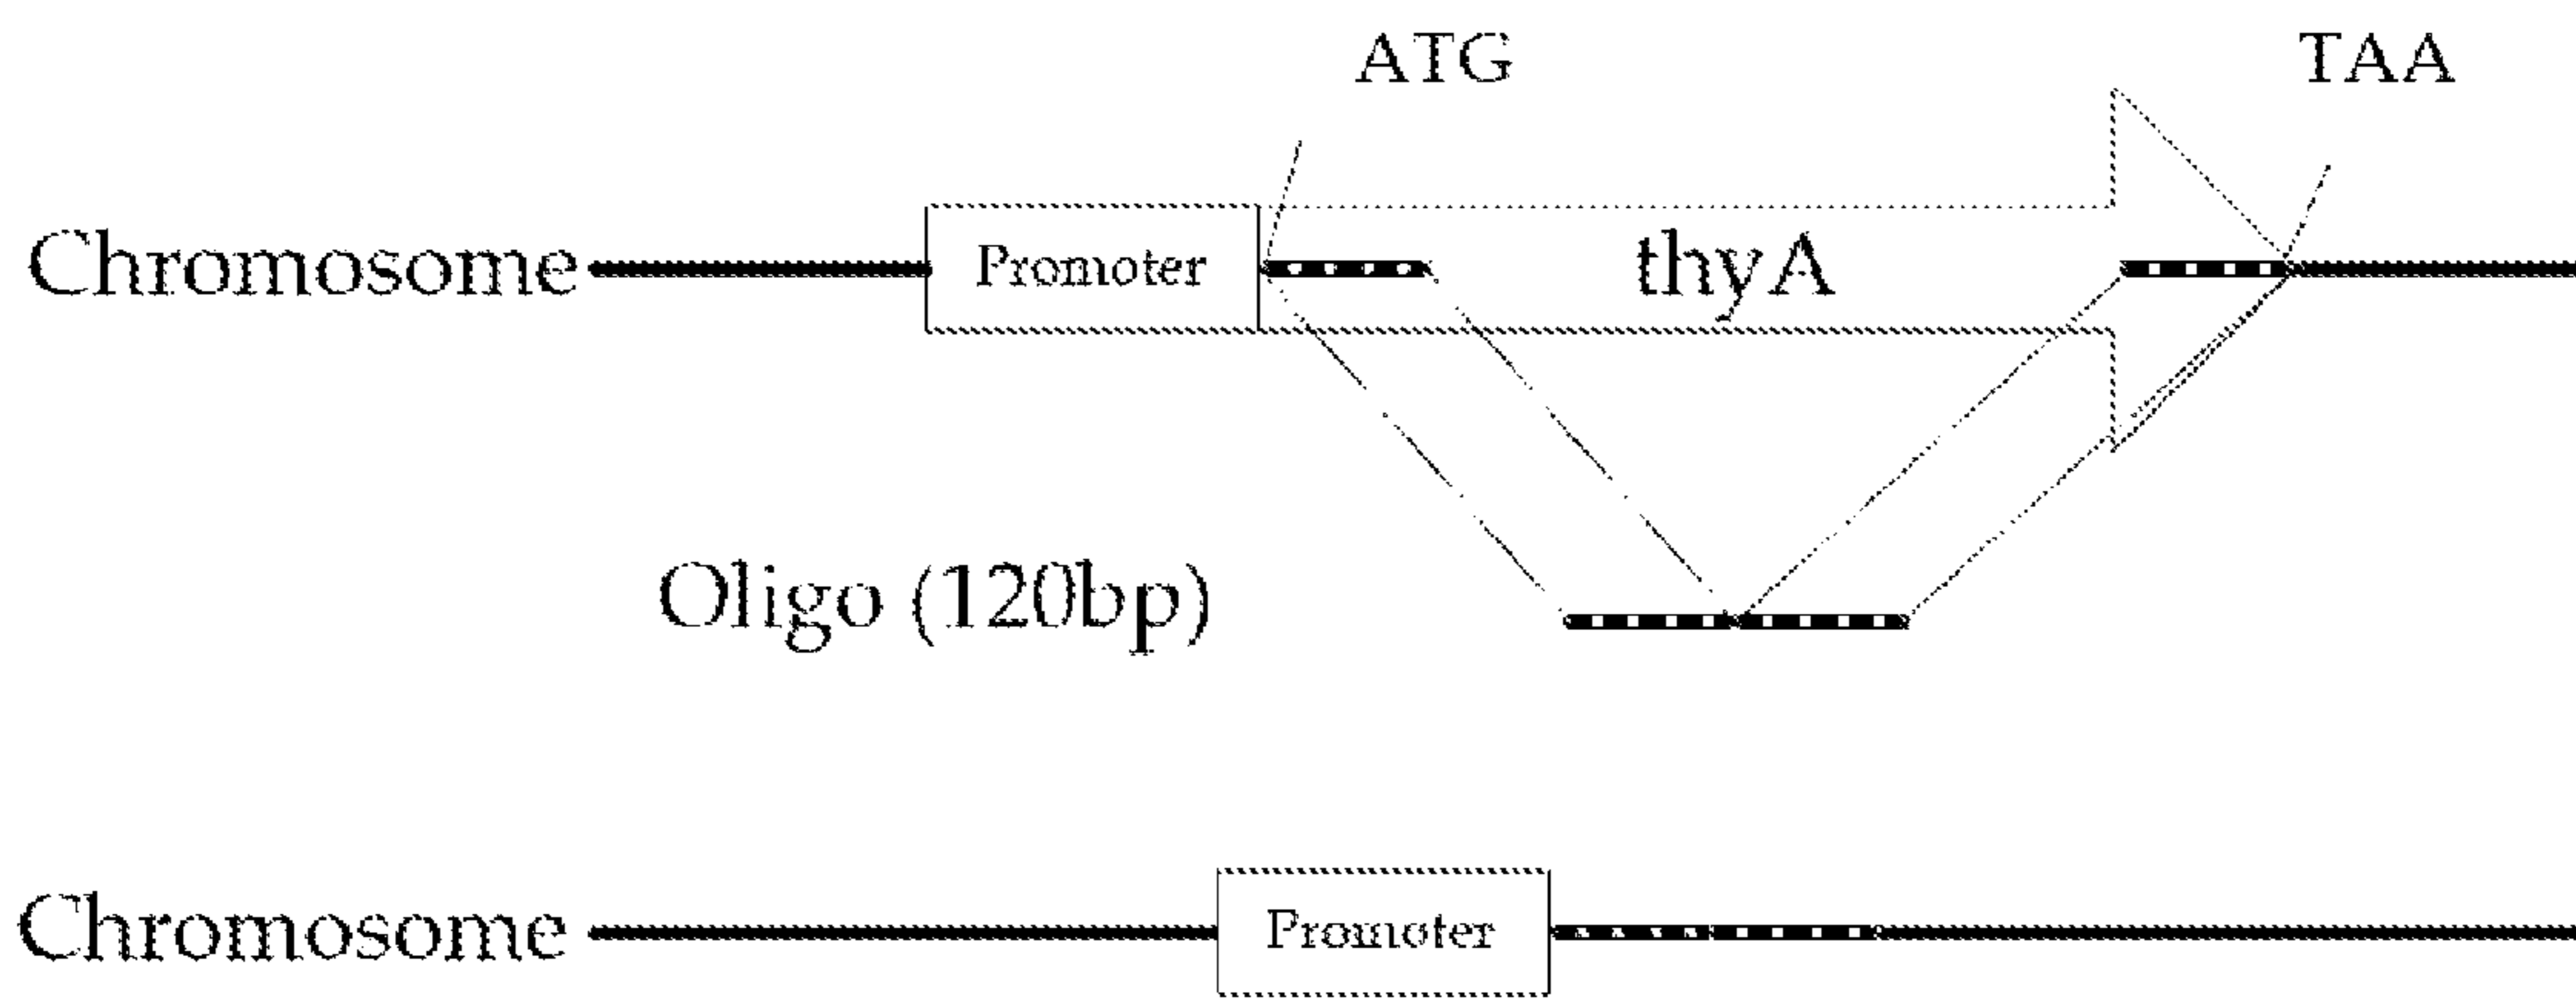 ATG
TAA
Chromosome
Promoter
thyA
Oligo (120bp)
Chromosome
Promoter